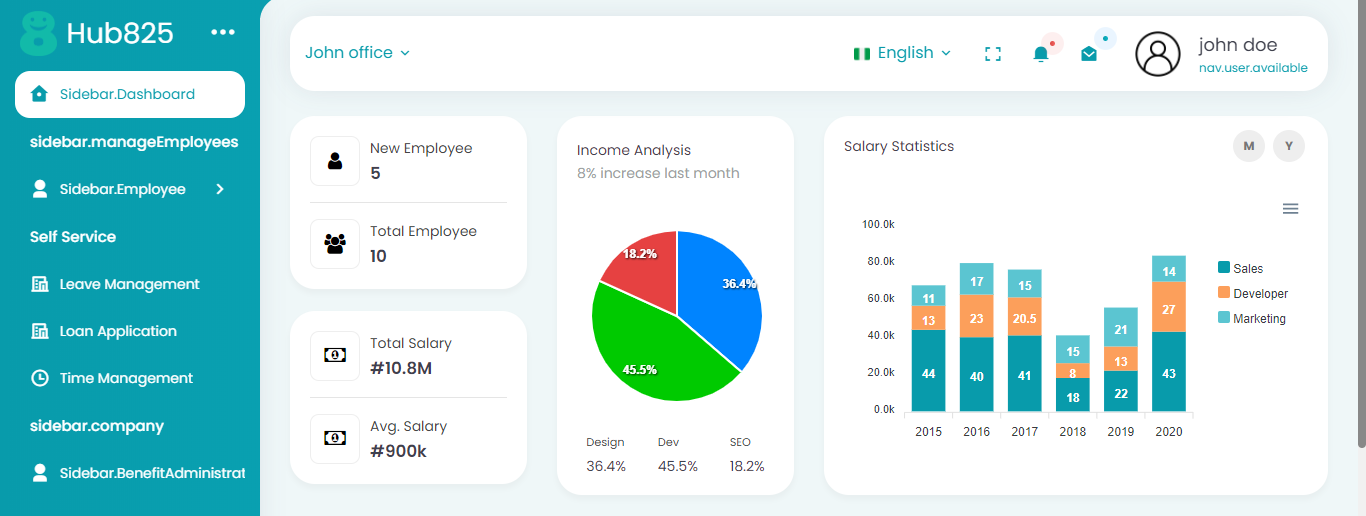 Hub825
Sidebar.Dashboard
sidebar.manageEmployees
Sidebar.Employee
Self Service
Leave Management
Loan Application
Time Management
sidebar.company
Sidebar.BenefitAdministrat
John office
English
john doe
nav.user.available
New Employee
5
Total Employee
10
Total Salary
#10.8M
Avg. Salary
#900k
Income Analysis
8% increase last month
18.2%
36.4%
45.5%
Design Dev SEO
36.4% 45.5% 18.2%
Salary Statistics
M Y
100.0k
80.0k
60.0k
40.0k
20.0k
0.0k
11 17 15 15 21 14
13 23 20.5 8 13 27
44 40 41 18 22 43
2015 2016 2017 2018 2019 2020
Sales
Developer
Marketing